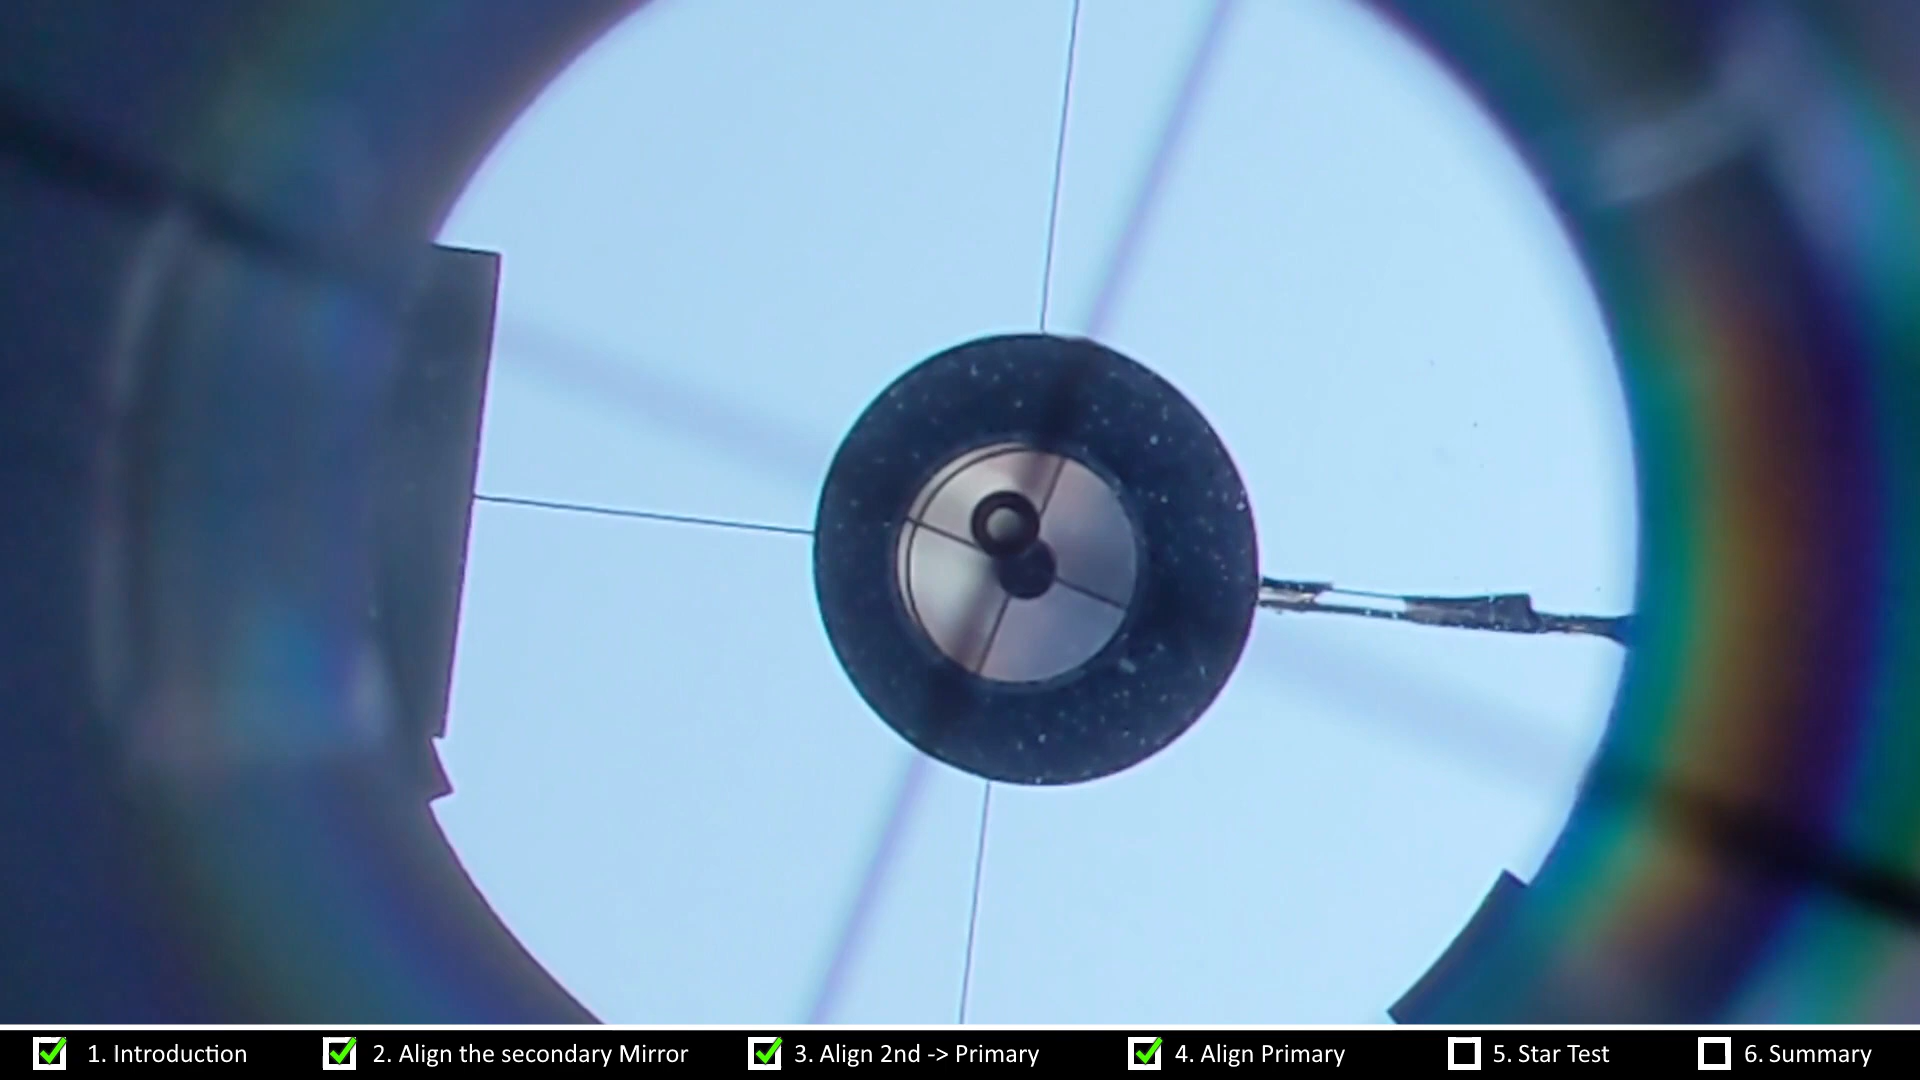 1. Introduction
2. Align the secondary Mirror
3. Align 2nd -> Primary
4. Align Primary
5. Star Test
6. Summary